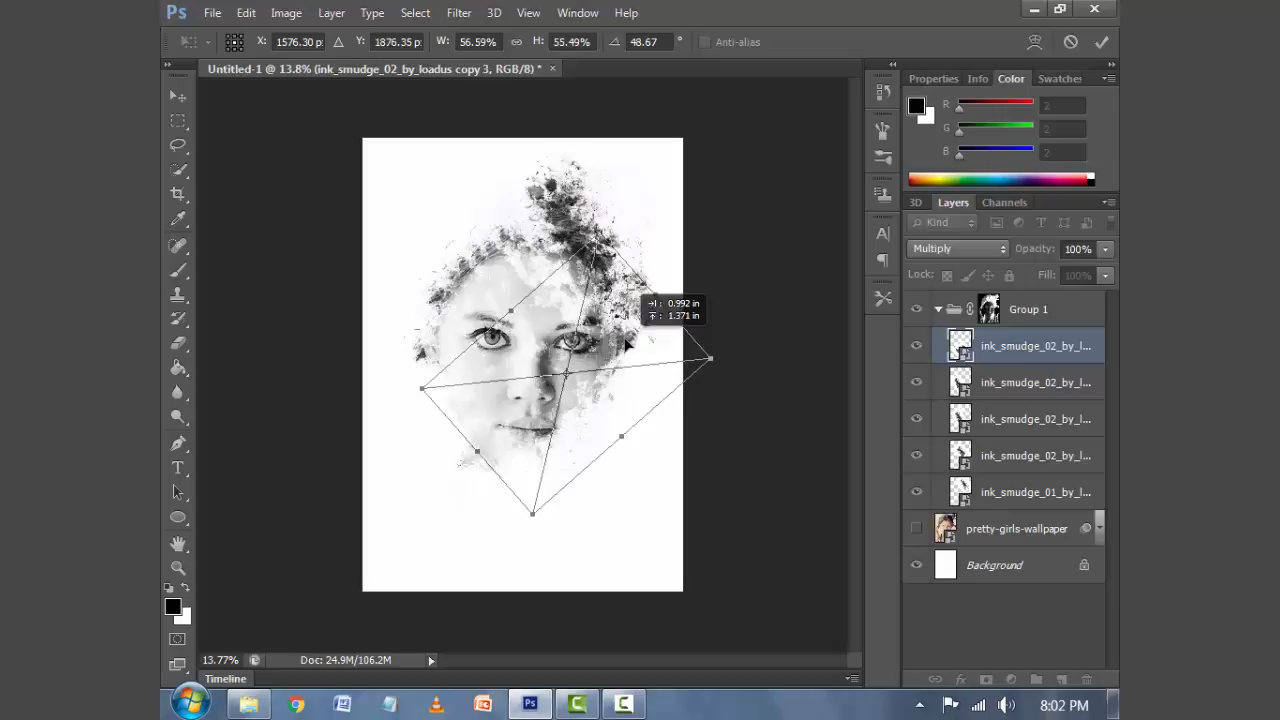 Ps File Edit Image Layer Type Select Filter 3D View Window Help
X: 1576.30 p Y: 1876.35 p W: 56.59% H: 55.49% 48.67 ° Anti-alias
Untitled-1 @ 13.8% (ink_smudge_02_by_loadus copy 3, RGB/8) * ×
Properties Info Color Swatches
R 2
G 2
B 2
3D Layers Channels
Kind
Multiply Opacity: 100%
Lock: Fill: 100%
Group 1
ink_smudge_02_by_l...
ink_smudge_02_by_l...
ink_smudge_02_by_l...
ink_smudge_02_by_l...
ink_smudge_01_by_l...
pretty-girls-wallpaper
Background
: 0.992 in
: 1.371 in
13.77% Doc: 24.9M/106.2M
Timeline
8:02 PM